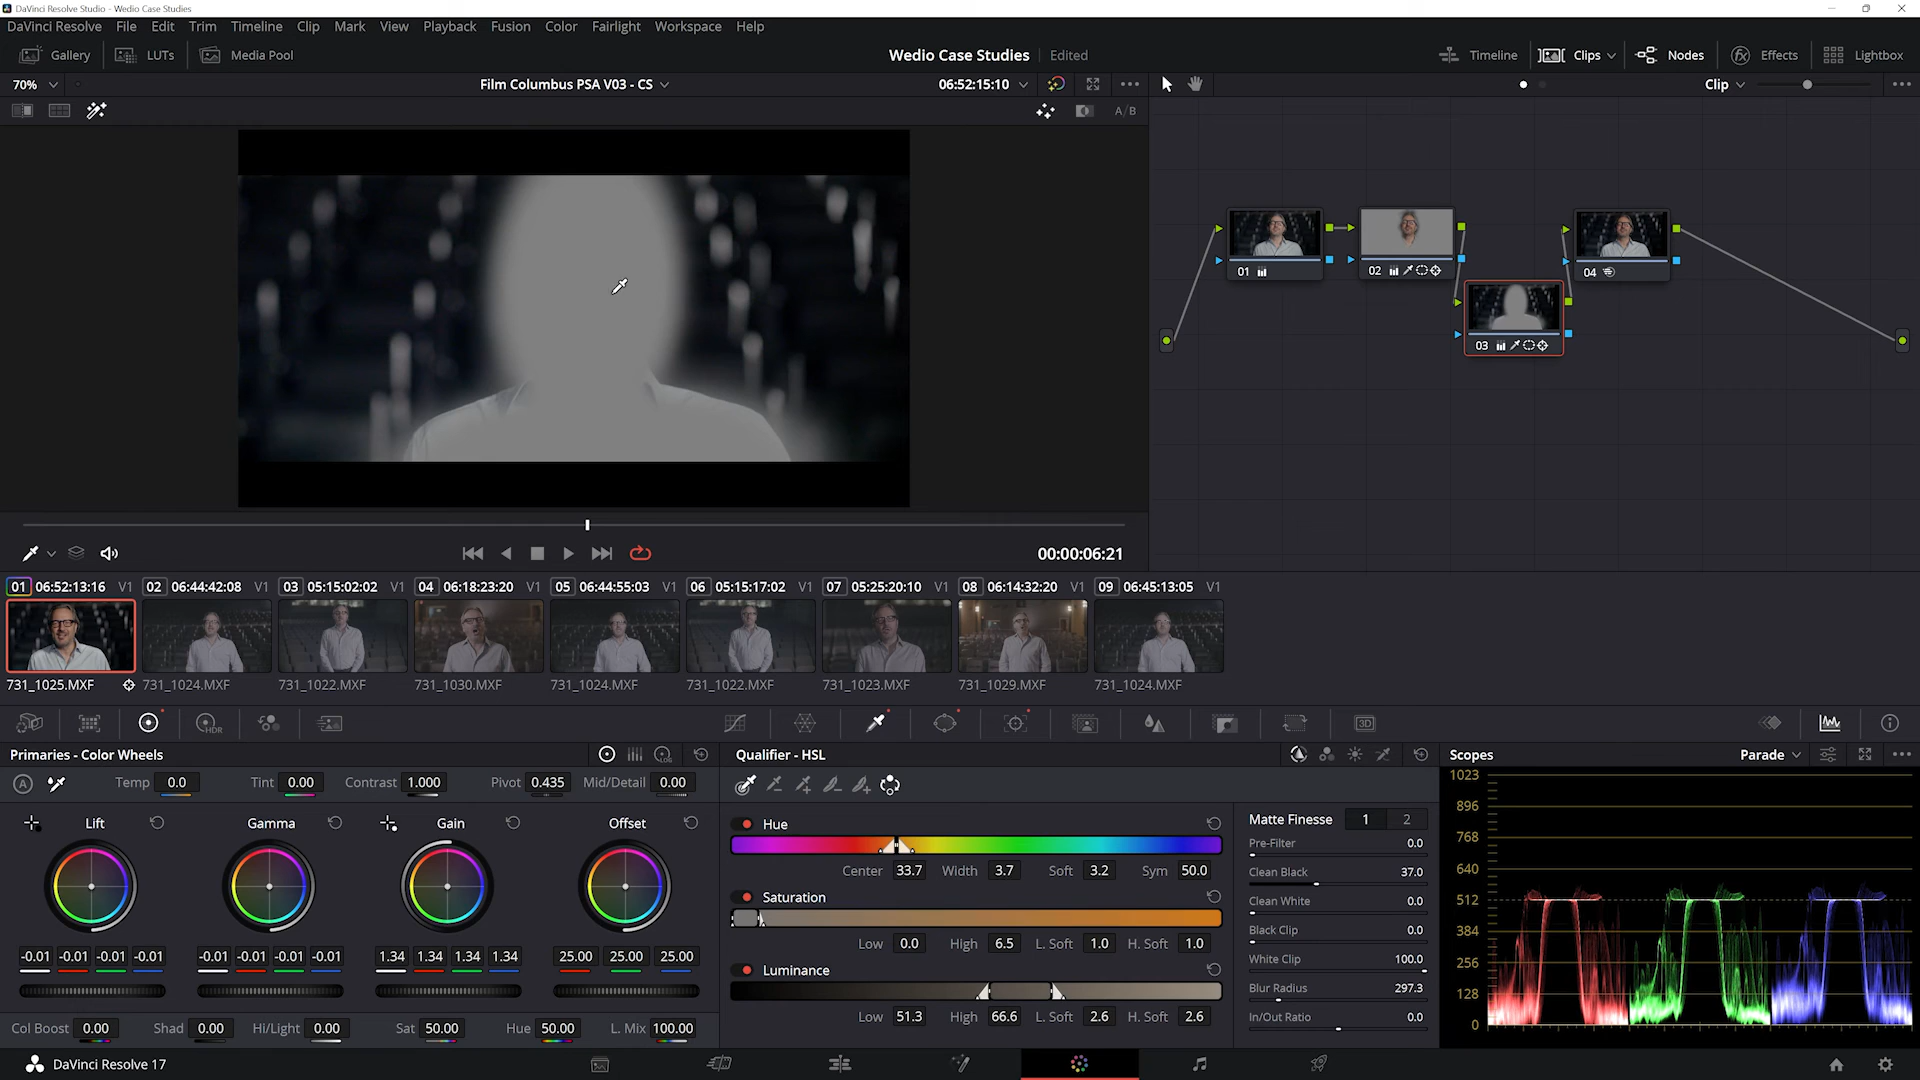 DaVinci Resolve Studio - Wedio Case Studies
DaVinci Resolve File Edit Trim Timeline Clip Mark View Playback Fusion Color Fairlight Workspace Help
Gallery LUTs Media Pool Wedio Case Studies Edited Timeline Clips Nodes Effects Lightbox
70% Film Columbus PSA V03 - CS 06:52:15:10 Clip
A/B
01 02 04
03
00:00:06:21
01 06:52:13:16 V1 02 06:44:42:08 V1 03 05:15:02:02 V1 04 06:18:23:20 V1 05 06:44:55:03 V1 06 05:15:17:02 V1 07 05:25:20:10 V1 08 06:14:32:20 V1 09 06:45:13:05 V1
731_1025.MXF 731_1024.MXF 731_1022.MXF 731_1030.MXF 731_1024.MXF 731_1022.MXF 731_1023.MXF 731_1029.MXF 731_1024.MXF
HDR 3D
Primaries - Color Wheels LOG Qualifier - HSL Scopes Parade
A Temp 0.0 Tint 0.00 Contrast 1.000 Pivot 0.435 Mid/Detail 0.00
Lift Gamma Gain Offset
-0.01 -0.01 -0.01 -0.01 -0.01 -0.01 -0.01 -0.01 1.34 1.34 1.34 1.34 25.00 25.00 25.00
Col Boost 0.00 Shad 0.00 Hi/Light 0.00 Sat 50.00 Hue 50.00 L. Mix 100.00
Hue
Center 33.7 Width 3.7 Soft 3.2 Sym 50.0
Saturation
Low 0.0 High 6.5 L. Soft 1.0 H. Soft 1.0
Luminance
Low 51.3 High 66.6 L. Soft 2.6 H. Soft 2.6
Matte Finesse 1 2
Pre-Filter 0.0
Clean Black 37.0
Clean White 0.0
Black Clip 0.0
White Clip 100.0
Blur Radius 297.3
In/Out Ratio 0.0
1023
896
768
640
512
384
256
128
0
DaVinci Resolve 17